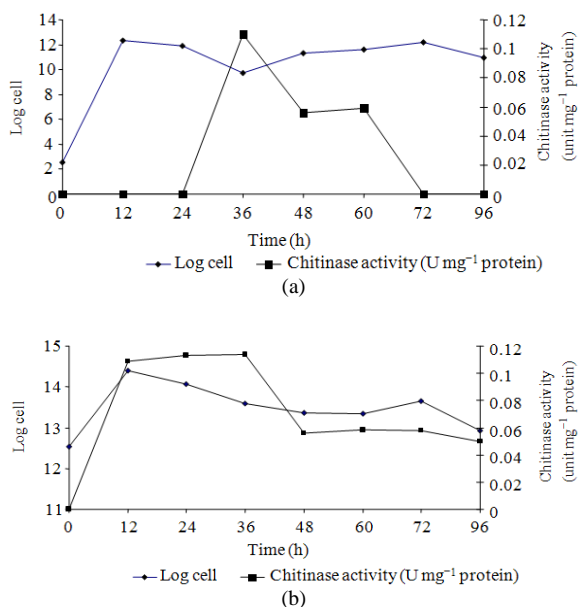 14
12
10
8
6
4
2
0
Log cell
0.12
0.1
0.08
0.06
0.04
0.02
0
Chitinase activity
(unit mg⁻¹ protein)
0 12 24 36 48 60 72 96
Time (h)
Log cell Chitinase activity (U mg⁻¹ protein)
(a)
15
14
13
12
11
Log cell
0.12
0.1
0.08
0.06
0.04
0.02
0
Chitinase activity
(unit mg⁻¹ protein)
0 12 24 36 48 60 72 96
Time (h)
Log cell Chitinase activity (U mg⁻¹ protein)
(b)